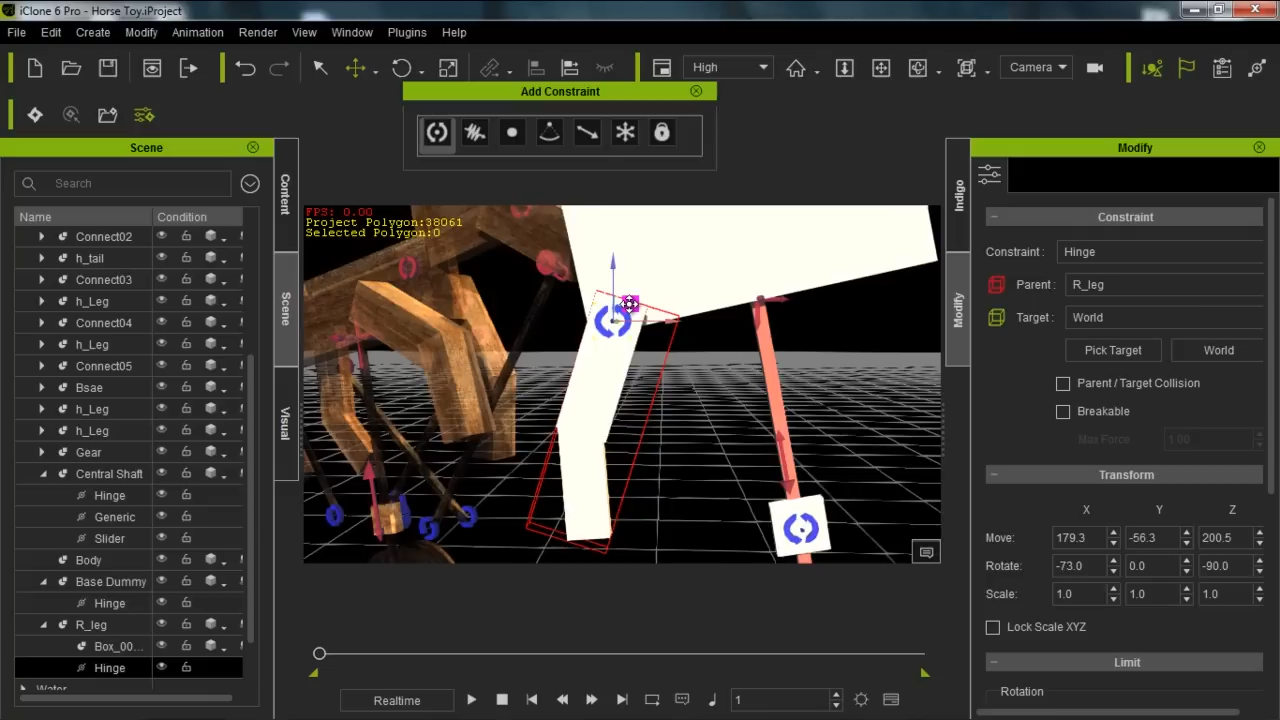 iClone 6 Pro - Horse Toy.iProject
File Edit Create Modify Animation Render View Window Plugins Help
High
Camera
Add Constraint
Scene
Search
Name Condition
Connect02
h_tail
Connect03
h_Leg
Connect04
h_Leg
Connect05
Bsae
h_Leg
h_Leg
Gear
Central Shaft
Hinge
Generic
Slider
Body
Base Dummy
Hinge
R_leg
Box_00...
Hinge
Content
Scene
Visual
FPS: 0.00
Project Polygon:38061
Selected Polygon:0
Indigo
Modify
Modify
Constraint
Constraint: Hinge
Parent: R_leg
Target: World
Pick Target World
Parent / Target Collision
Breakable
Max Force 1.00
Transform
X Y Z
Move: 179.3 -56.3 200.5
Rotate: -73.0 0.0 -90.0
Scale: 1.0 1.0 1.0
Lock Scale XYZ
Limit
Rotation
Realtime
1